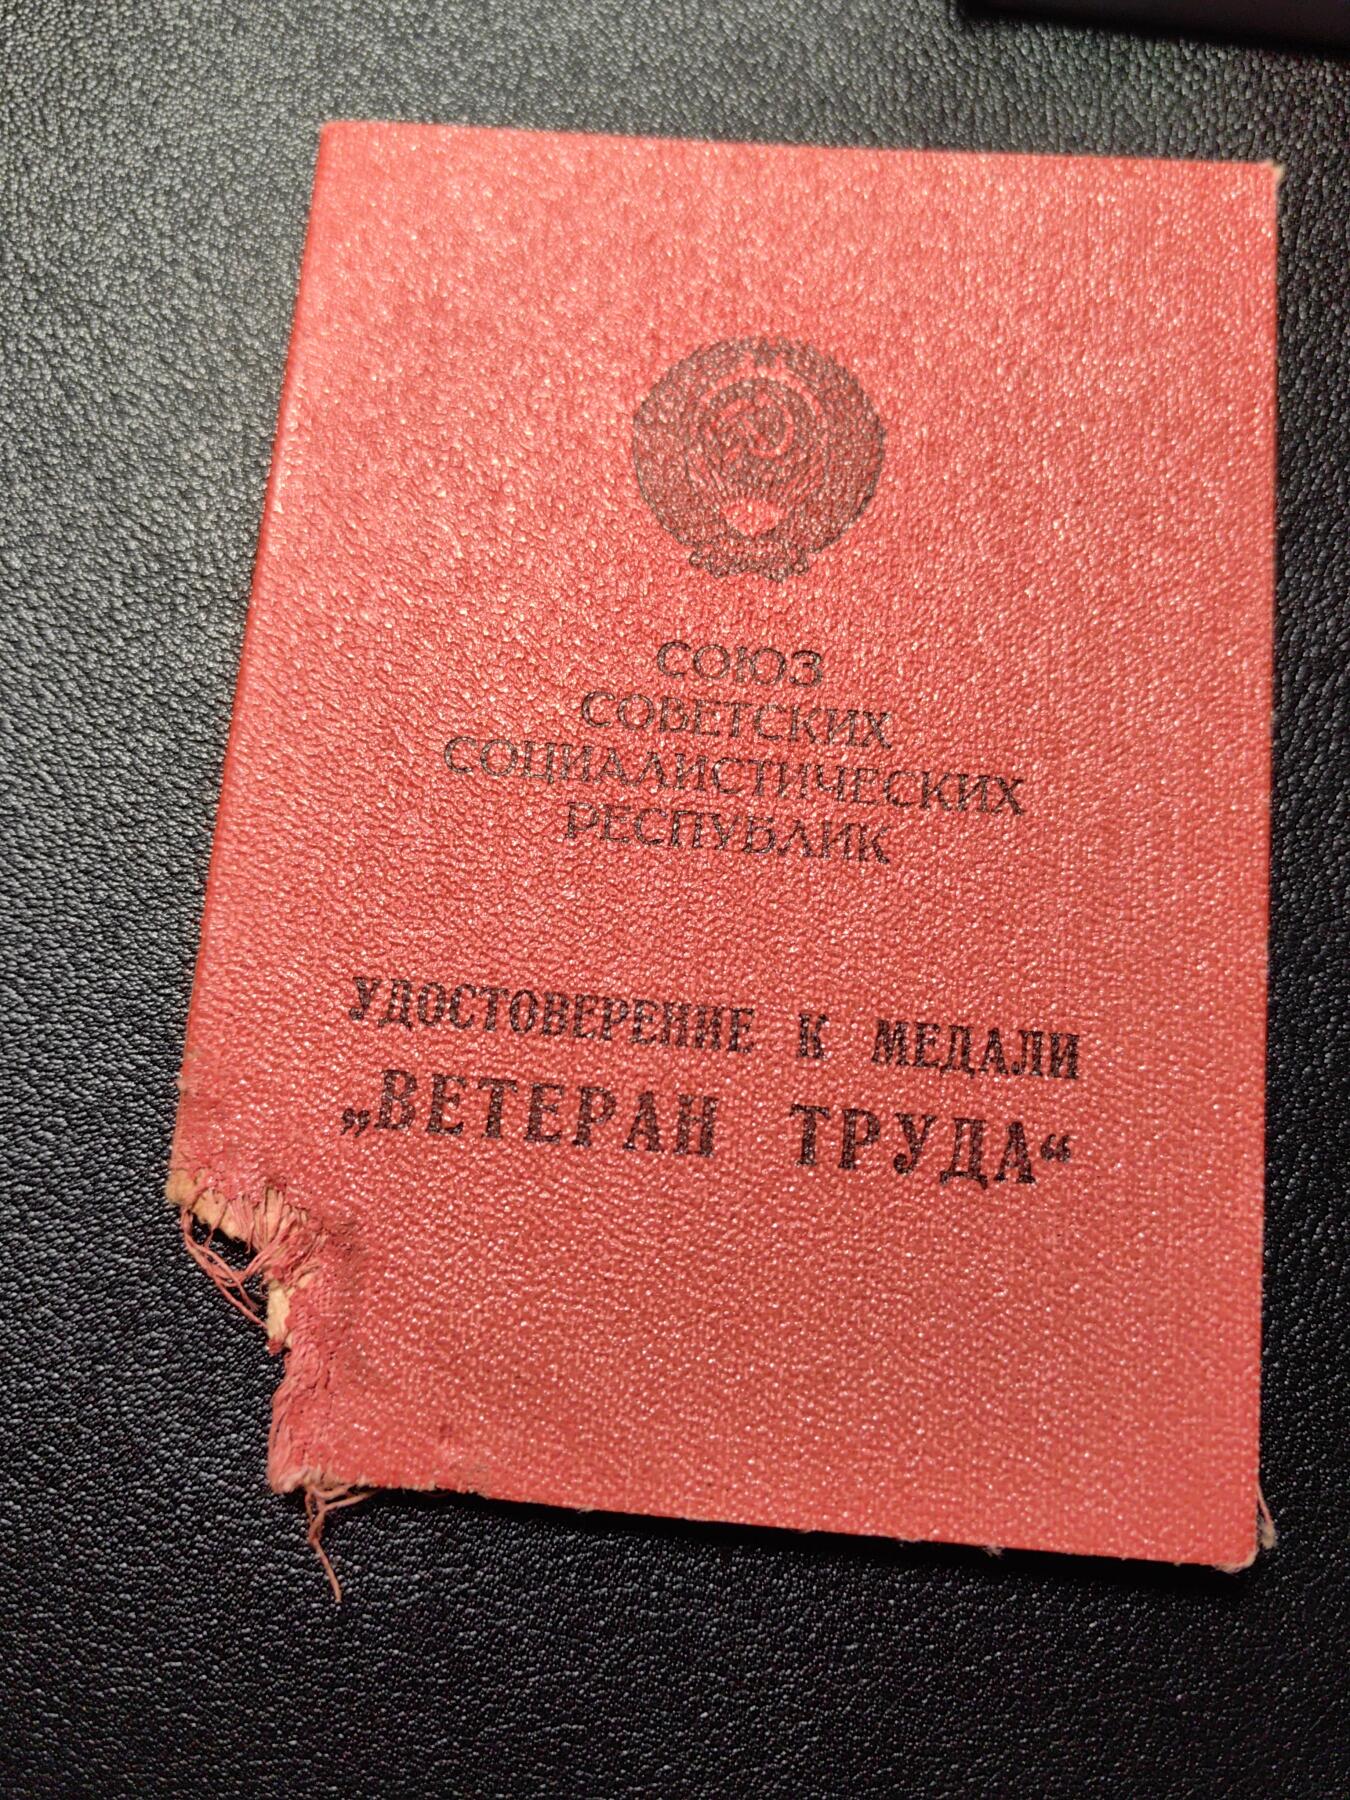 СОЮЗ
СОВЕТСКИХ
СОЦИАЛИСТИЧЕСКИХ
РЕСПУБЛИК
УДОСТОВЕРЕНИЕ К МЕДАЛИ
„ВЕТЕРАН ТРУДА“